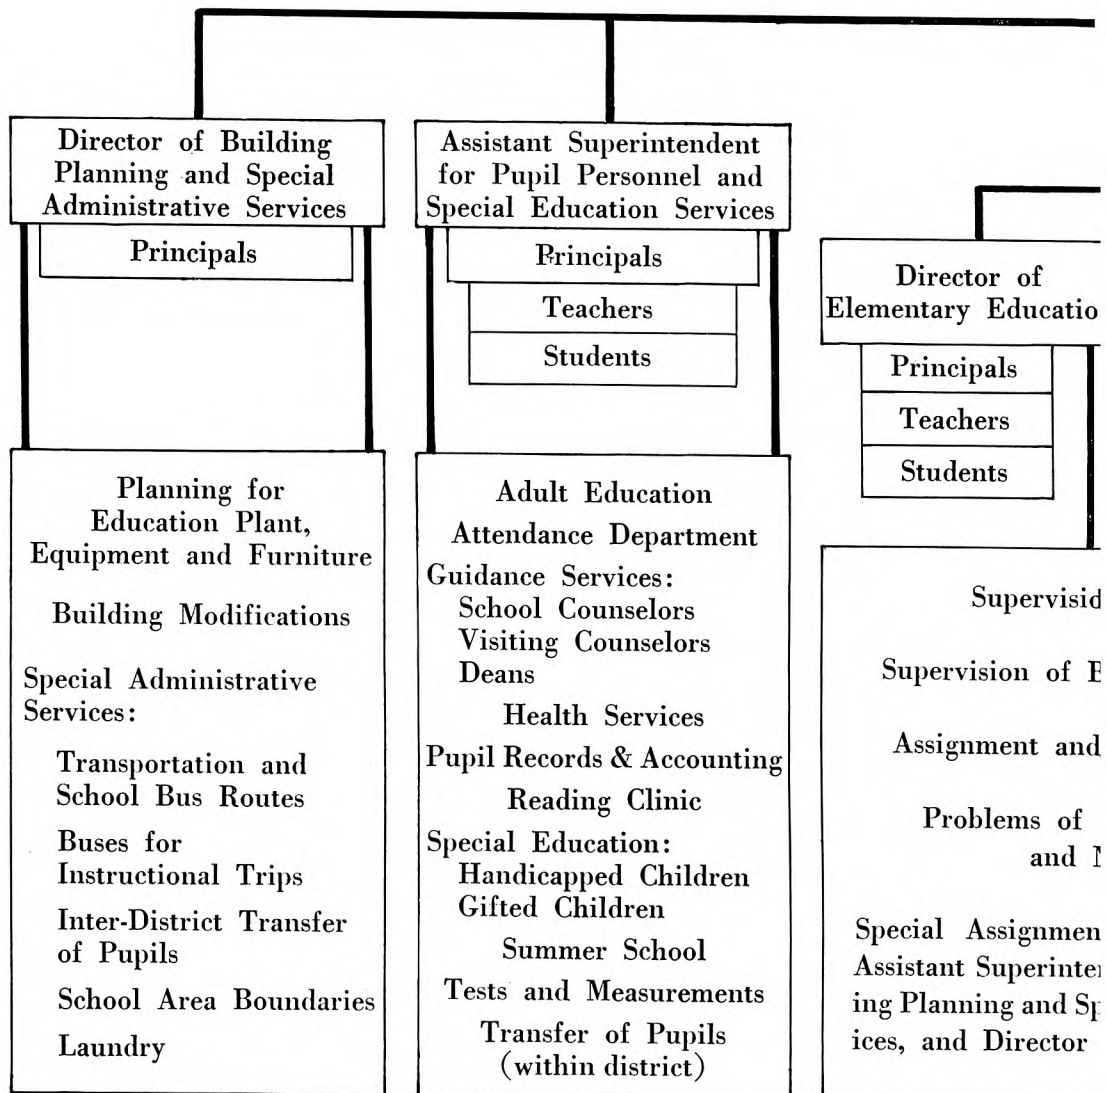 Director of Building
Planning and Special
Administrative Services
Principals
Planning for
Education Plant,
Equipment and Furniture
Building Modifications
Special Administrative
Services:
Transportation and
School Bus Routes
Buses for
Instructional Trips
Inter-District Transfer
of Pupils
School Area Boundaries
Laundry
Assistant Superintendent
for Pupil Personnel and
Special Education Services
Principals
Teachers
Students
Adult Education
Attendance Department
Guidance Services:
School Counselors
Visiting Counselors
Deans
Health Services
Pupil Records & Accounting
Reading Clinic
Special Education:
Handicapped Children
Gifted Children
Summer School
Tests and Measurements
Transfer of Pupils
(within district)
Director of
Elementary
Principals
Teachers
Students
Supervision of
Assignment and
Problems of
and
Special
Assistant
ing Planning and
ices, and Director